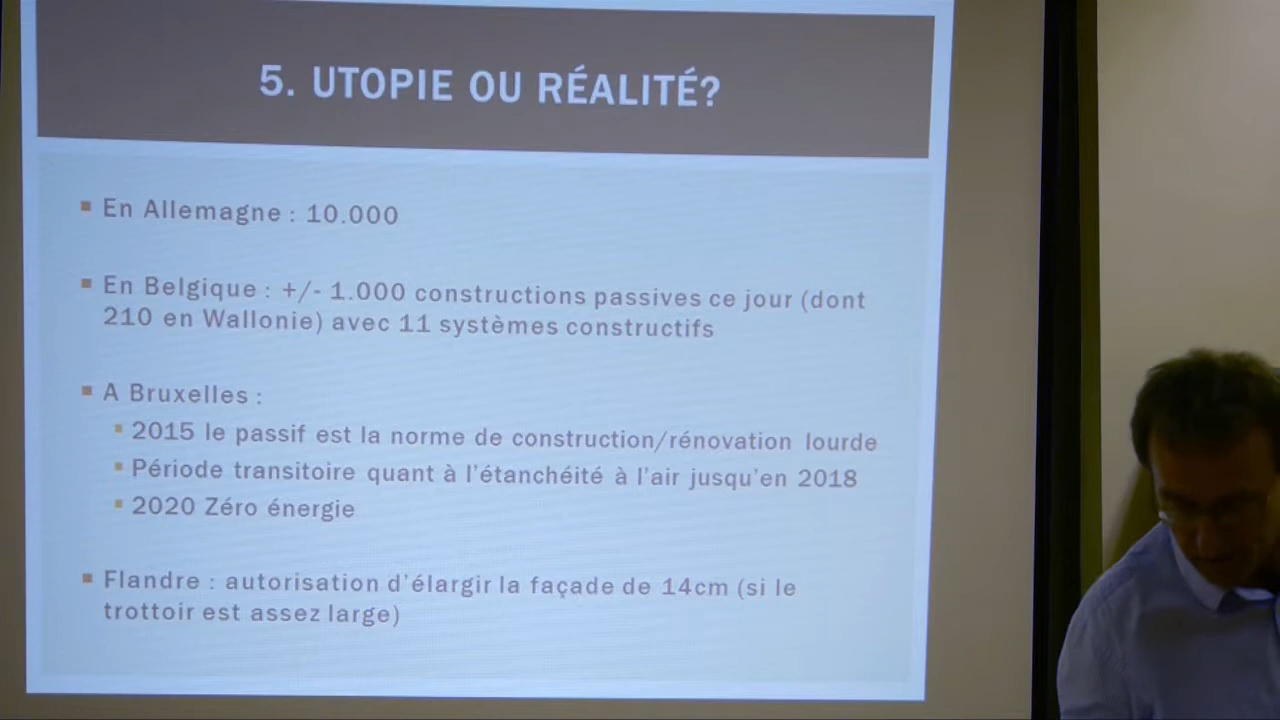 5. UTOPIE OU RÉALITÉ?
En Allemagne : 10.000
En Belgique : +/- 1.000 constructions passives ce jour (dont
210 en Wallonie) avec 11 systèmes constructifs
A Bruxelles :
2015 le passif est la norme de construction/rénovation lourde
Période transitoire quant à l'étanchéité à l'air jusqu'en 2018
2020 Zéro énergie
Flandre : autorisation d'élargir la façade de 14cm (si le
trottoir est assez large)